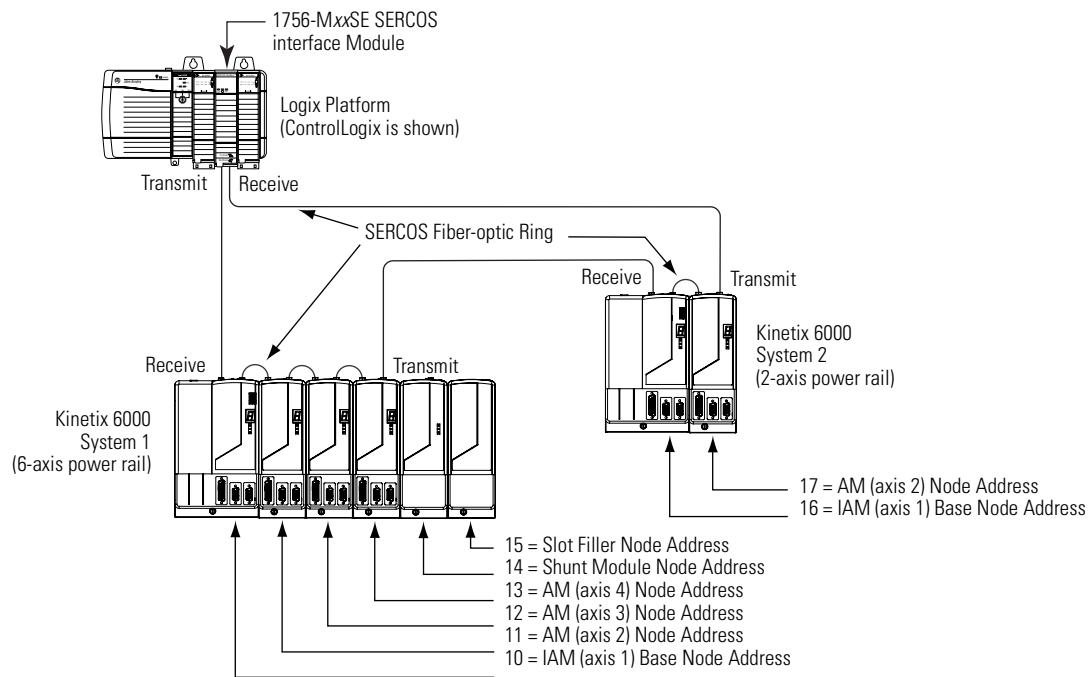 1756-MxxSE SERCOS
interface Module
Logix Platform
(ControlLogix is shown)
Transmit
Receive
SERCOS Fiber-optic Ring
Receive
Transmit
Kinetix 6000
System 2
(2-axis power rail)
Receive
Transmit
Kinetix 6000
System 1
(6-axis power rail)
17 = AM (axis 2) Node Address
16 = IAM (axis 1) Base Node Address
15 = Slot Filler Node Address
14 = Shunt Module Node Address
13 = AM (axis 4) Node Address
12 = AM (axis 3) Node Address
11 = AM (axis 2) Node Address
10 = IAM (axis 1) Base Node Address